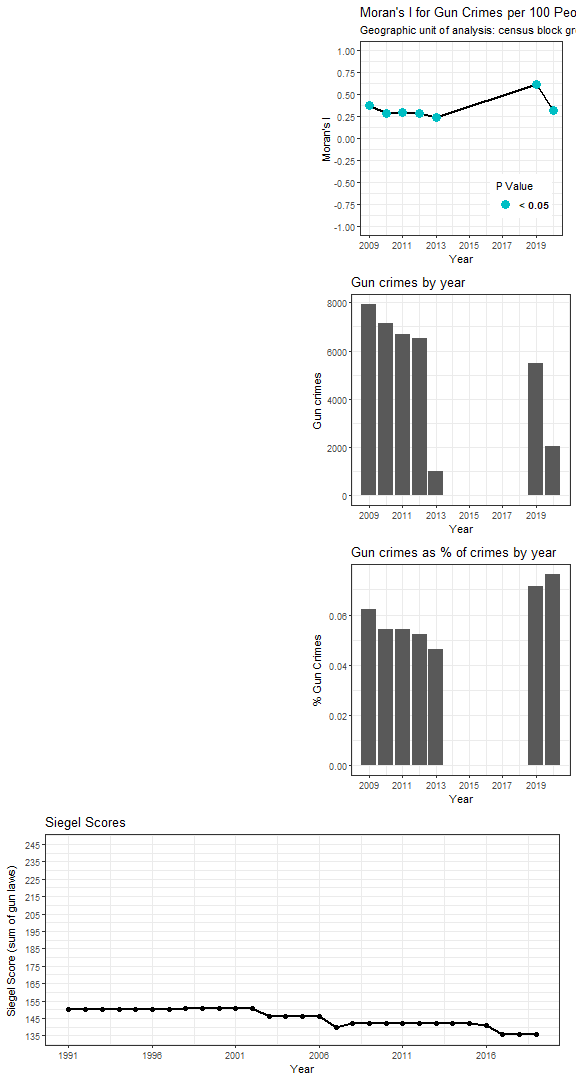 Moran's I for Gun Crimes per 100 Peo
Geographic unit of analysis: census block gr
1.00
0.75
0.50
0.25
0.00
-0.25
-0.50
-0.75
-1.00
Moran's I
P Value
< 0.05
2009 2011 2013 2015 2017 2019
Year
Gun crimes by year
8000
6000
4000
2000
0
Gun crimes
2009 2011 2013 2015 2017 2019
Year
Gun crimes as % of crimes by year
0.06
0.04
0.02
0.00
% Gun Crimes
2009 2011 2013 2015 2017 2019
Year
Siegel Scores
245
235
225
215
205
195
185
175
165
155
145
135
Siegel Score (sum of gun laws)
1991 1996 2001 2006 2011 2016
Year